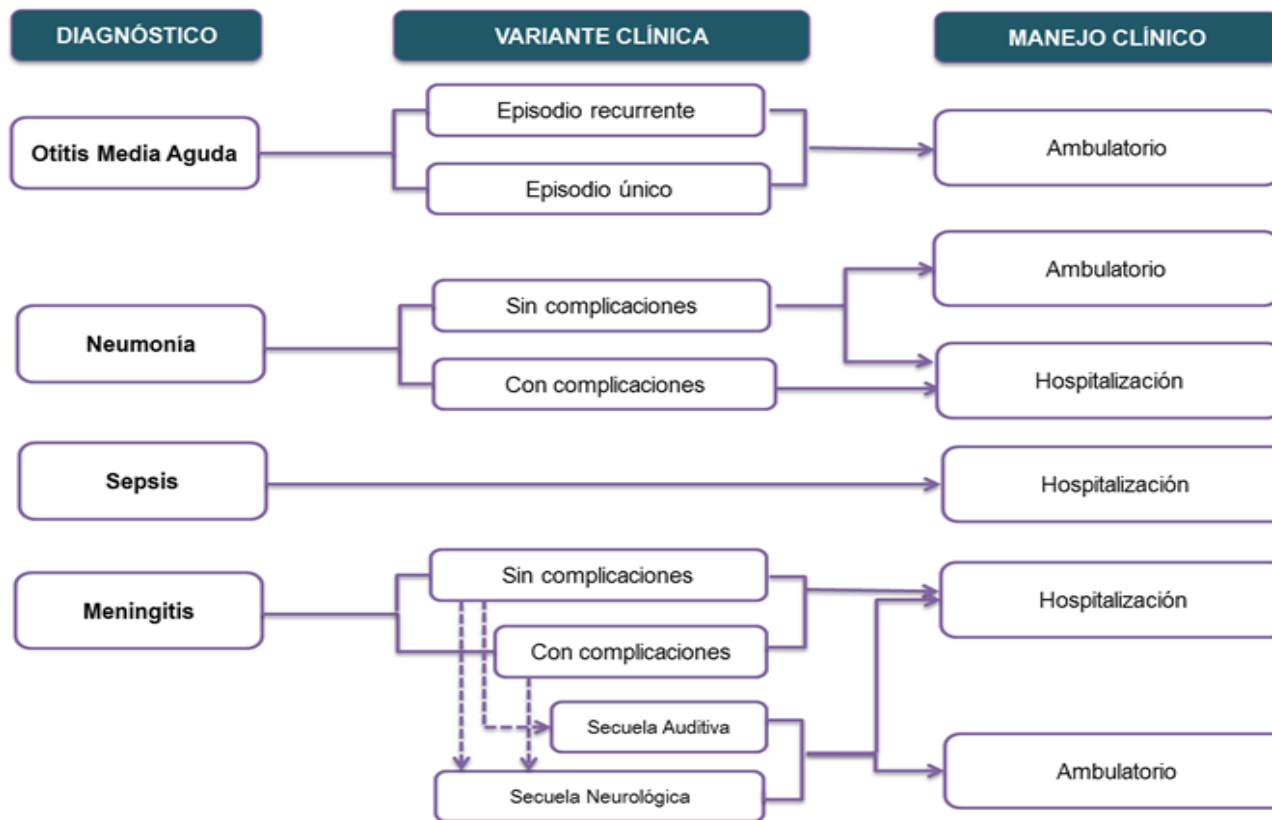 DIAGNÓSTICO
VARIANTE CLÍNICA
MANEJO CLÍNICO
Otitis Media Aguda
Episodio recurrente
Episodio único
Ambulatorio
Neumonía
Sin complicaciones
Con complicaciones
Ambulatorio
Hospitalización
Sepsis
Hospitalización
Meningitis
Sin complicaciones
Con complicaciones
Secuela Auditiva
Secuela Neurológica
Hospitalización
Ambulatorio